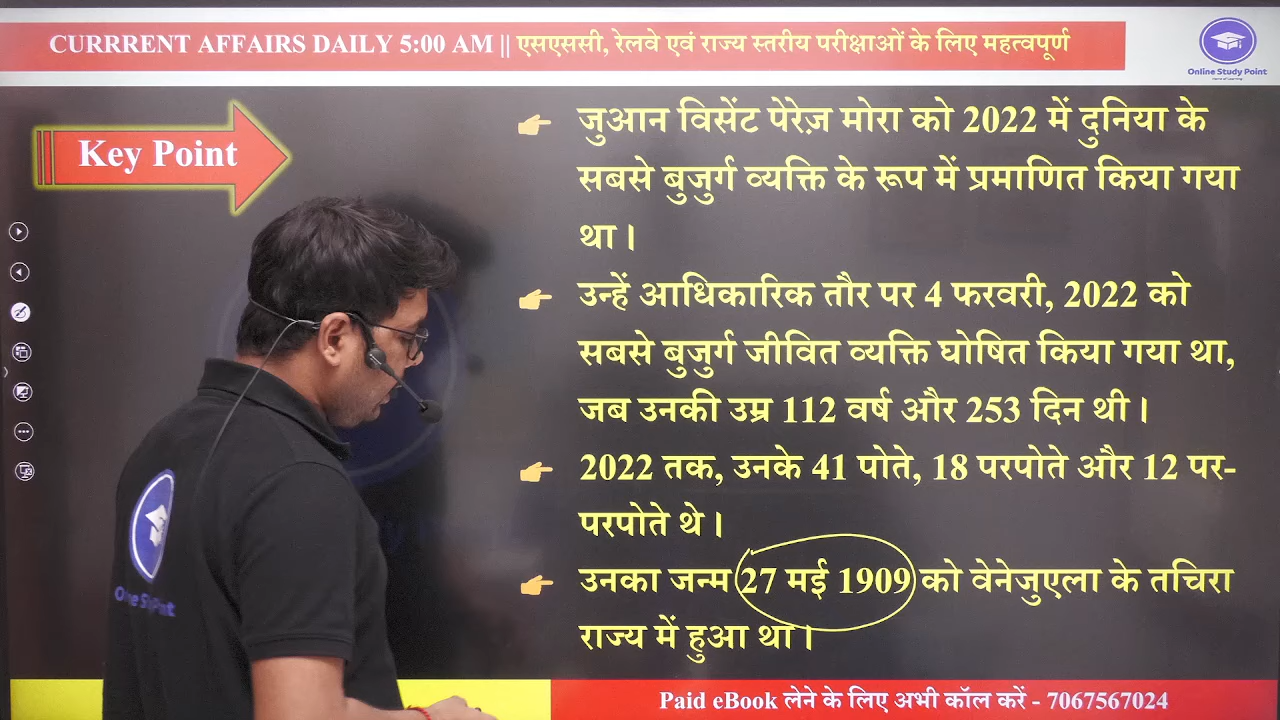 CURRRENT AFFAIRS DAILY 5:00 AM || एसएससी, रेलवे एवं राज्य स्तरीय परीक्षाओं के लिए महत्वपूर्ण
Online Study Point
Key Point
जुआन विसेंट पेरेज़ मोरा को 2022 में दुनिया के
सबसे बुजुर्ग व्यक्ति के रूप में प्रमाणित किया गया
था।
उन्हें आधिकारिक तौर पर 4 फरवरी, 2022 को
सबसे बुजुर्ग जीवित व्यक्ति घोषित किया गया था,
जब उनकी उम्र 112 वर्ष और 253 दिन थी।
2022 तक, उनके 41 पोते, 18 परपोते और 12 पर-
परपोते थे।
उनका जन्म 27 मई 1909 को वेनेजुएला के तचिरा
राज्य में हुआ था।
Paid eBook लेने के लिए अभी कॉल करें - 7067567024